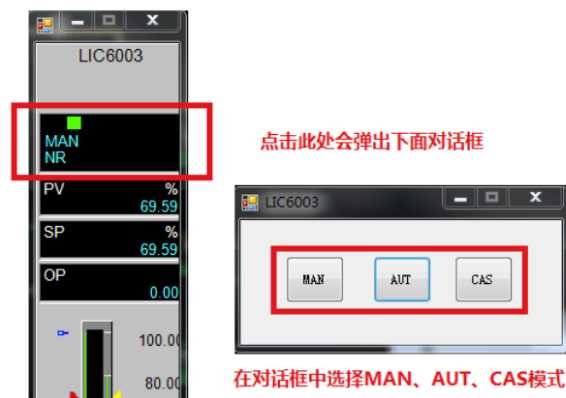 LIC6003
MAN
NR
PV %
69.59
SP %
69.59
OP
0.00
100.00
80.00
点击此处会弹出下面对话框
LIC6003
MAN AUT CAS
在对话框中选择MAN、AUT、CAS模式